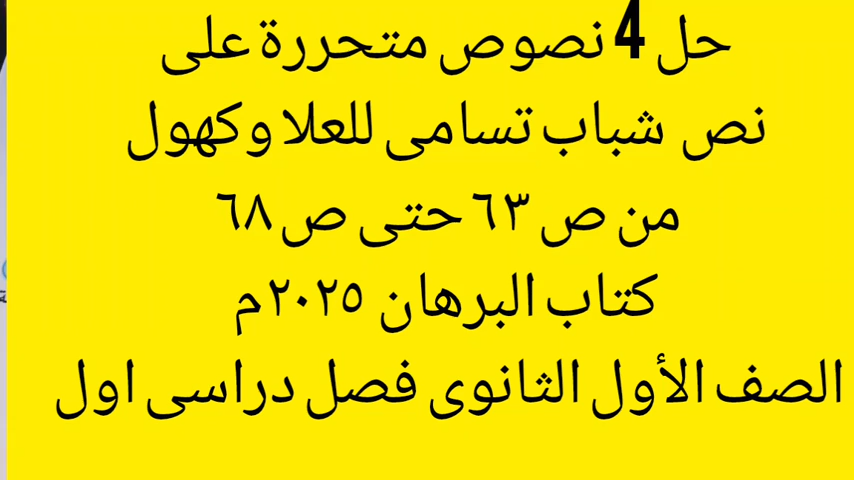 حل 4 نصوص متحررة على
نص شباب تسامى للعلا وكهول
من ص ٦٣ حتى ص ٦٨
كتاب البرهان ٢٠٢٥م
الصف الأول الثانوى فصل دراسى اول